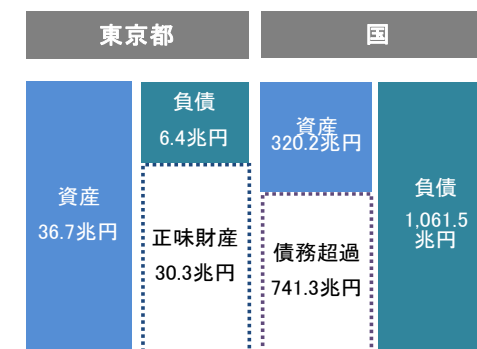 東京都
国
資産
36.7兆円
負債
6.4兆円
正味財産
30.3兆円
資産
320.2兆円
債務超過
741.3兆円
負債
1,061.5
兆円